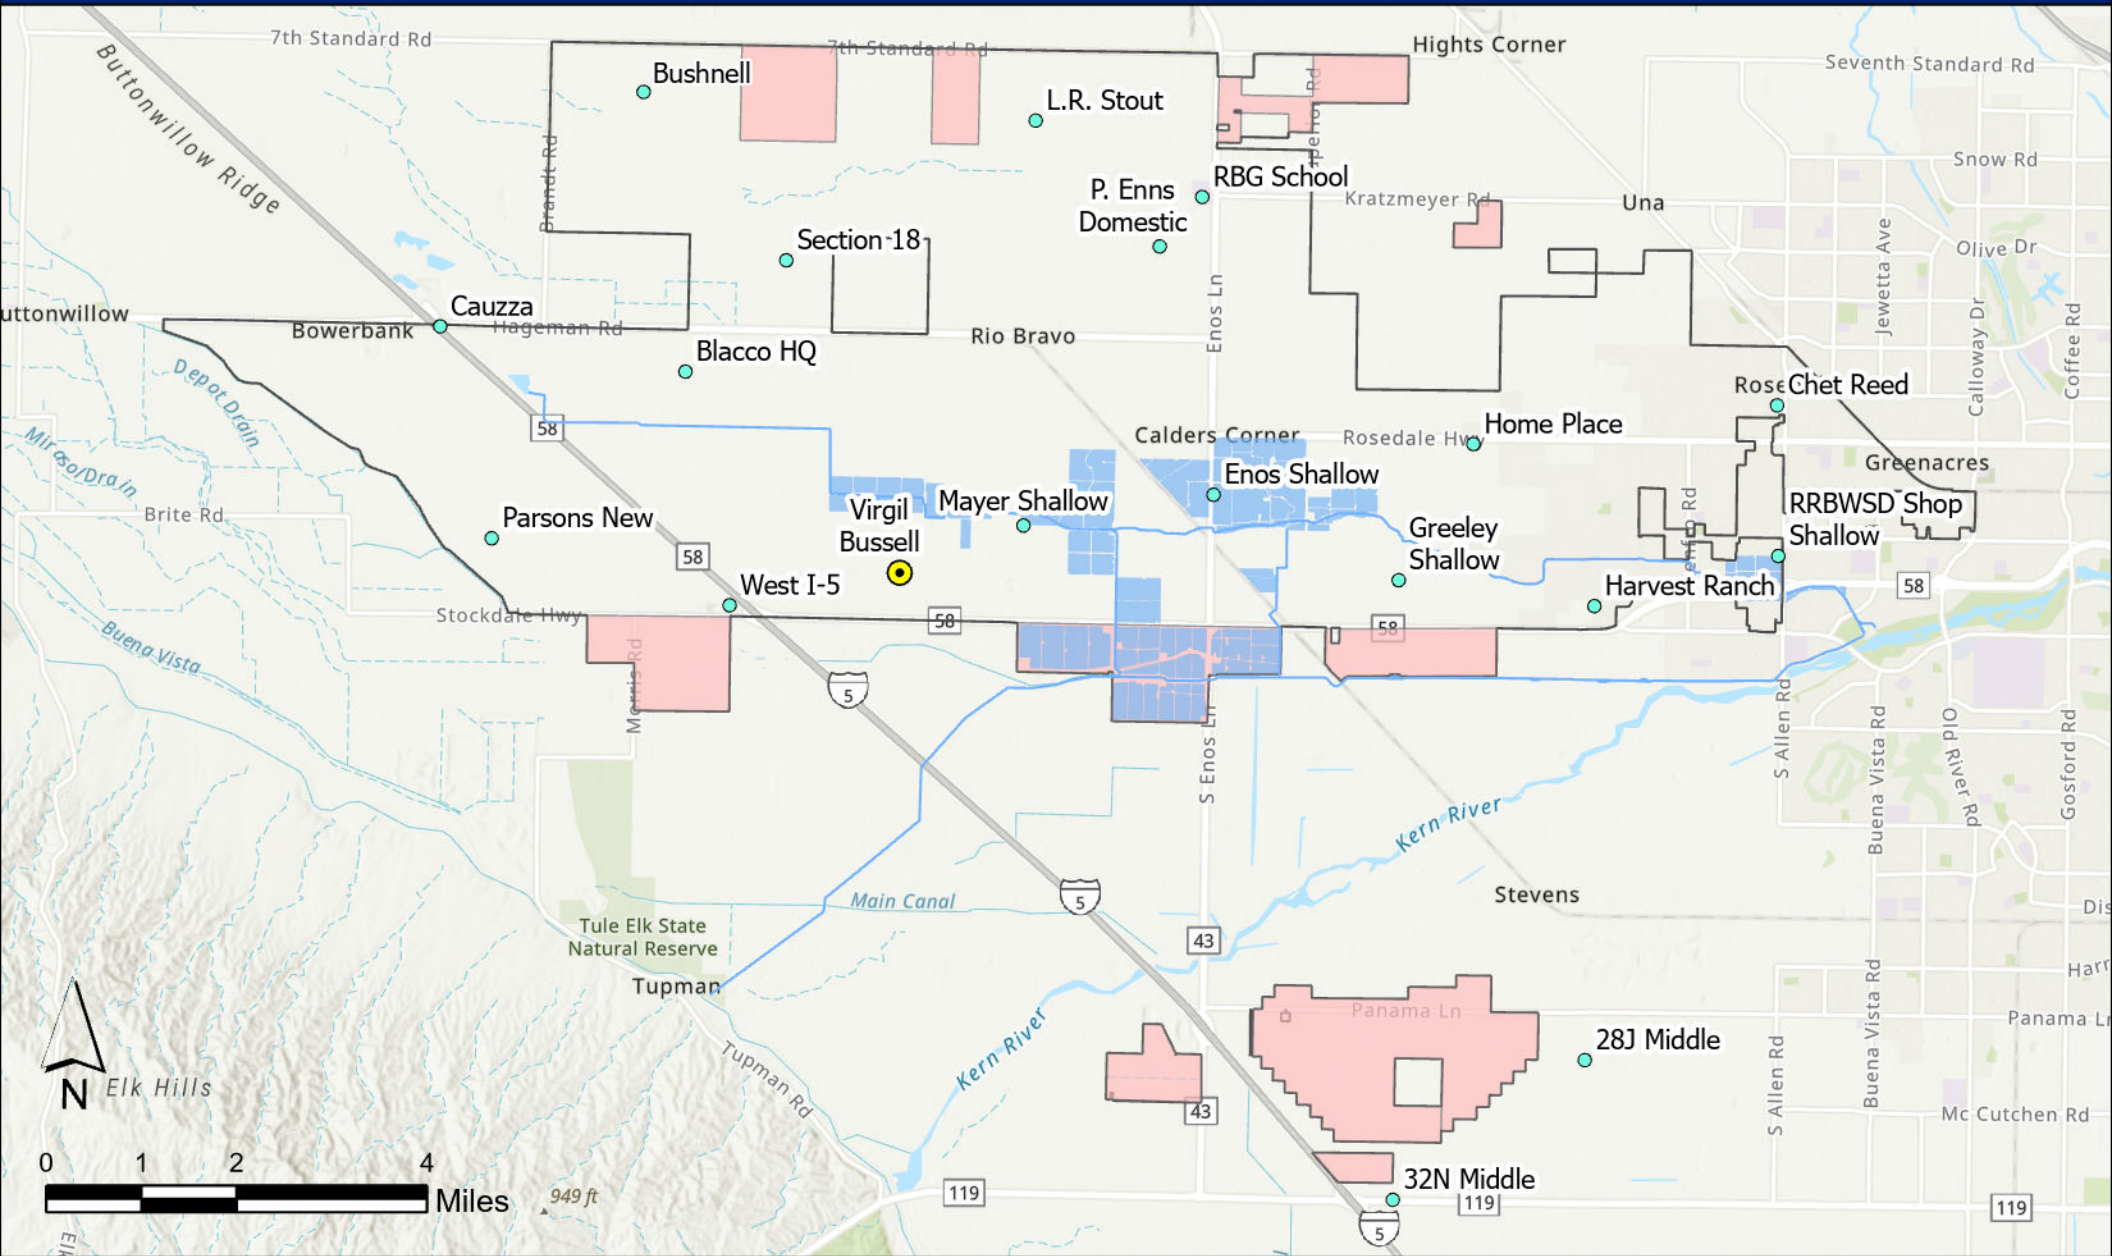 7th Standard Rd
7th Standard Rd
Hights Corner
Seventh Standard Rd
Buttonwillow Ridge
Bushnell
L.R. Stout
Snow Rd
Brandt Rd
RBG School
P. Enns
Domestic
Kratzmeyer Rd
Una
Section 18
Olive Dr
Jewetta Ave
Calloway Dr
Coffee Rd
Enos Ln
Cauzza
uttonwillow
Bowerbank
Hageman Rd
Rio Bravo
Blacco HQ
Depot Drain
Rose
Chet Reed
58
Home Place
Calders Corner
Rosedale Hwy
Greenacres
Enos Shallow
Mayer Shallow
Virgil
Bussell
RRBWSD Shop
Shallow
Parsons New
Brite Rd
Greeley
Shallow
58
West I-5
Harvest Ranch
58
Stockdale Hwy
58
58
Buena Vista
Morris Rd
5
S Enos Ln
S Allen Rd
Buena Vista Rd
Old River Rd
Gosford Rd
Kern River
Main Canal
5
Stevens
Dis
Tule Elk State
Natural Reserve
43
Harr
Tupman
Panama Ln
Panama Ln
Kern River
28J Middle
Elk Hills
N
Tupman Rd
43
S Allen Rd
Buena Vista Rd
Mc Cutchen Rd
0 1 2 4
Miles
949 ft
119
32N Middle
119
119
5